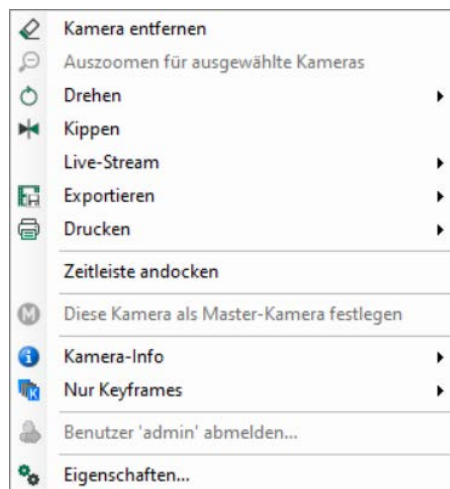 Kamera entfernen
Auszoomen für ausgewählte Kameras
Drehen
Kippen
Live-Stream
Exportieren
Drucken
Zeitleiste andocken
M Diese Kamera als Master-Kamera festlegen
i Kamera-Info
K Nur Keyframes
Benutzer 'admin' abmelden...
Eigenschaften...